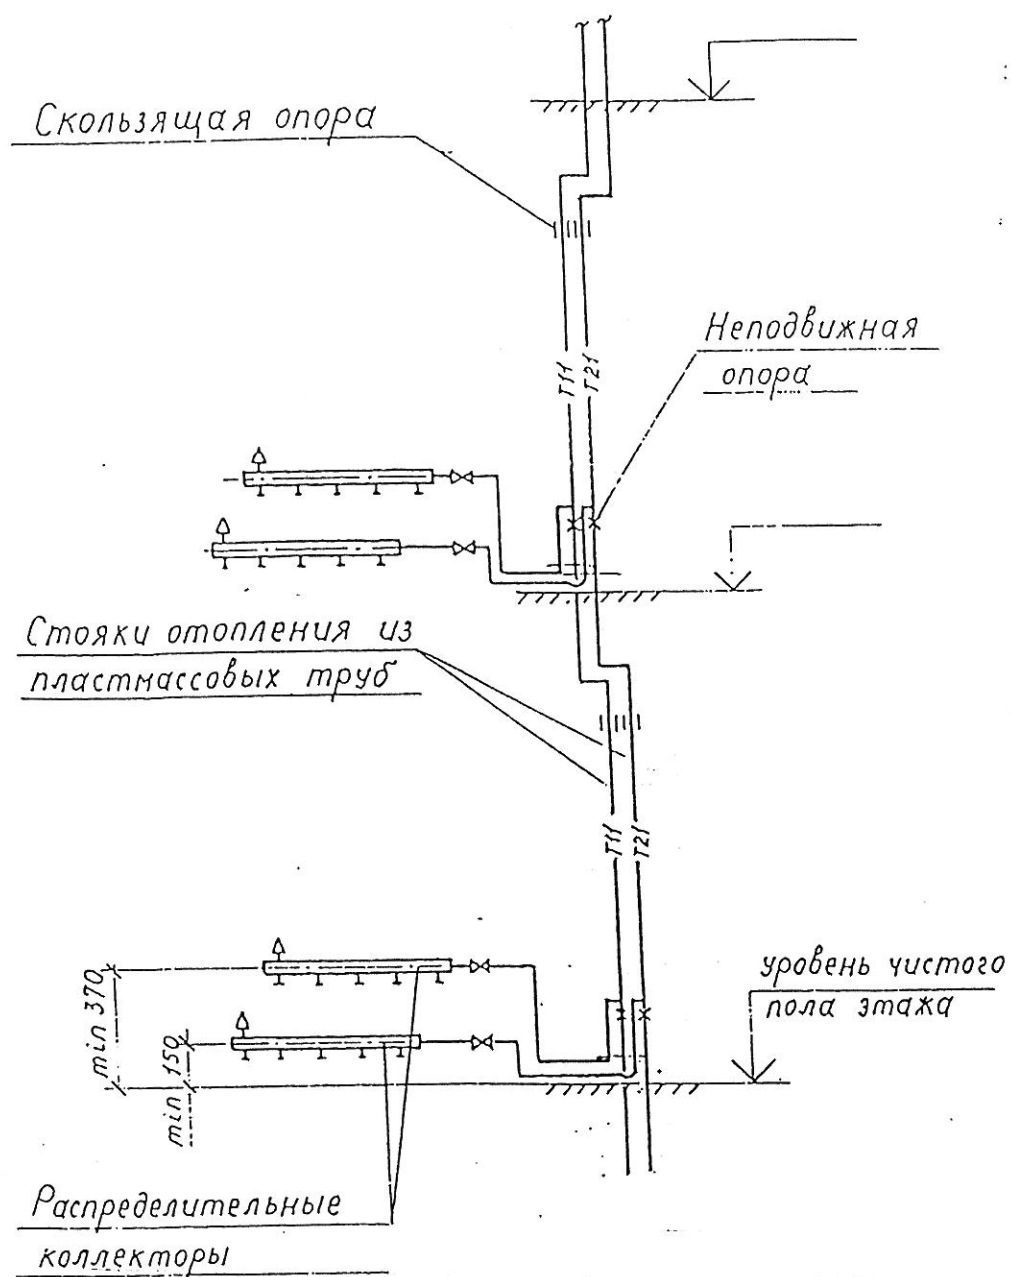 Скользящая опора
Неподвижная
опора
Т11
Т21
Стояки отопления из
пластмассовых труб
Т11
Т21
уровень чистого
пола этажа
min 370
min 150
Распределительные
коллекторы